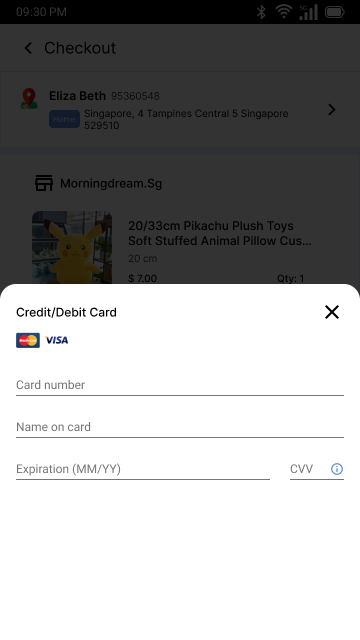 09:30 PM
Checkout
Eliza Beth 95360548
Home Singapore, 4 Tampines Central 5 Singapore
529510
Morningdream.Sg
20/33cm Pikachu Plush Toys
Soft Stuffed Animal Pillow Cus...
20 cm
$ 7.00 Qty: 1
Credit/Debit Card
MasterCard VISA
Card number
Name on card
Expiration (MM/YY) CVV